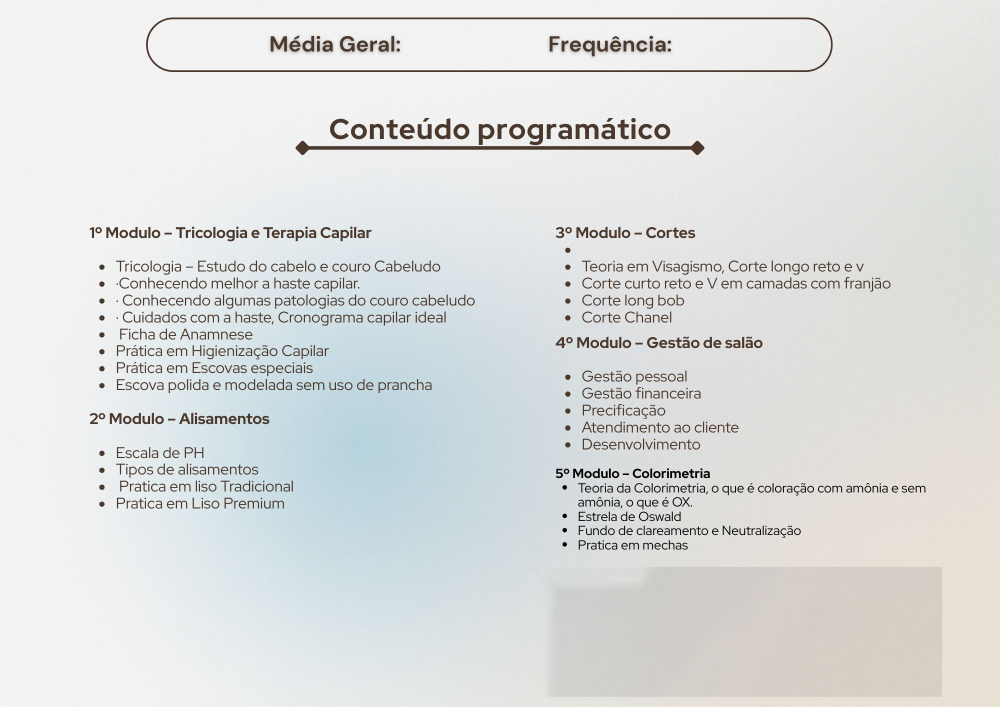 Média Geral: Frequência:
Conteúdo programático
1º Modulo – Tricologia e Terapia Capilar
• Tricologia – Estudo do cabelo e couro Cabeludo
• ·Conhecendo melhor a haste capilar.
• · Conhecendo algumas patologias do couro cabeludo
• · Cuidados com a haste, Cronograma capilar ideal
• Ficha de Anamnese
• Prática em Higienização Capilar
• Prática em Escovas especiais
• Escova polida e modelada sem uso de prancha
2º Modulo – Alisamentos
• Escala de PH
• Tipos de alisamentos
• Pratica em liso Tradicional
• Pratica em Liso Premium
3º Modulo – Cortes
•
• Teoria em Visagismo, Corte longo reto e v
• Corte curto reto e V em camadas com franjão
• Corte long bob
• Corte Chanel
4º Modulo – Gestão de salão
• Gestão pessoal
• Gestão financeira
• Precificação
• Atendimento ao cliente
• Desenvolvimento
5º Modulo – Colorimetria
• Teoria da Colorimetria, o que é coloração com amônia e sem
amônia, o que é OX.
• Estrela de Oswald
• Fundo de clareamento e Neutralização
• Pratica em mechas